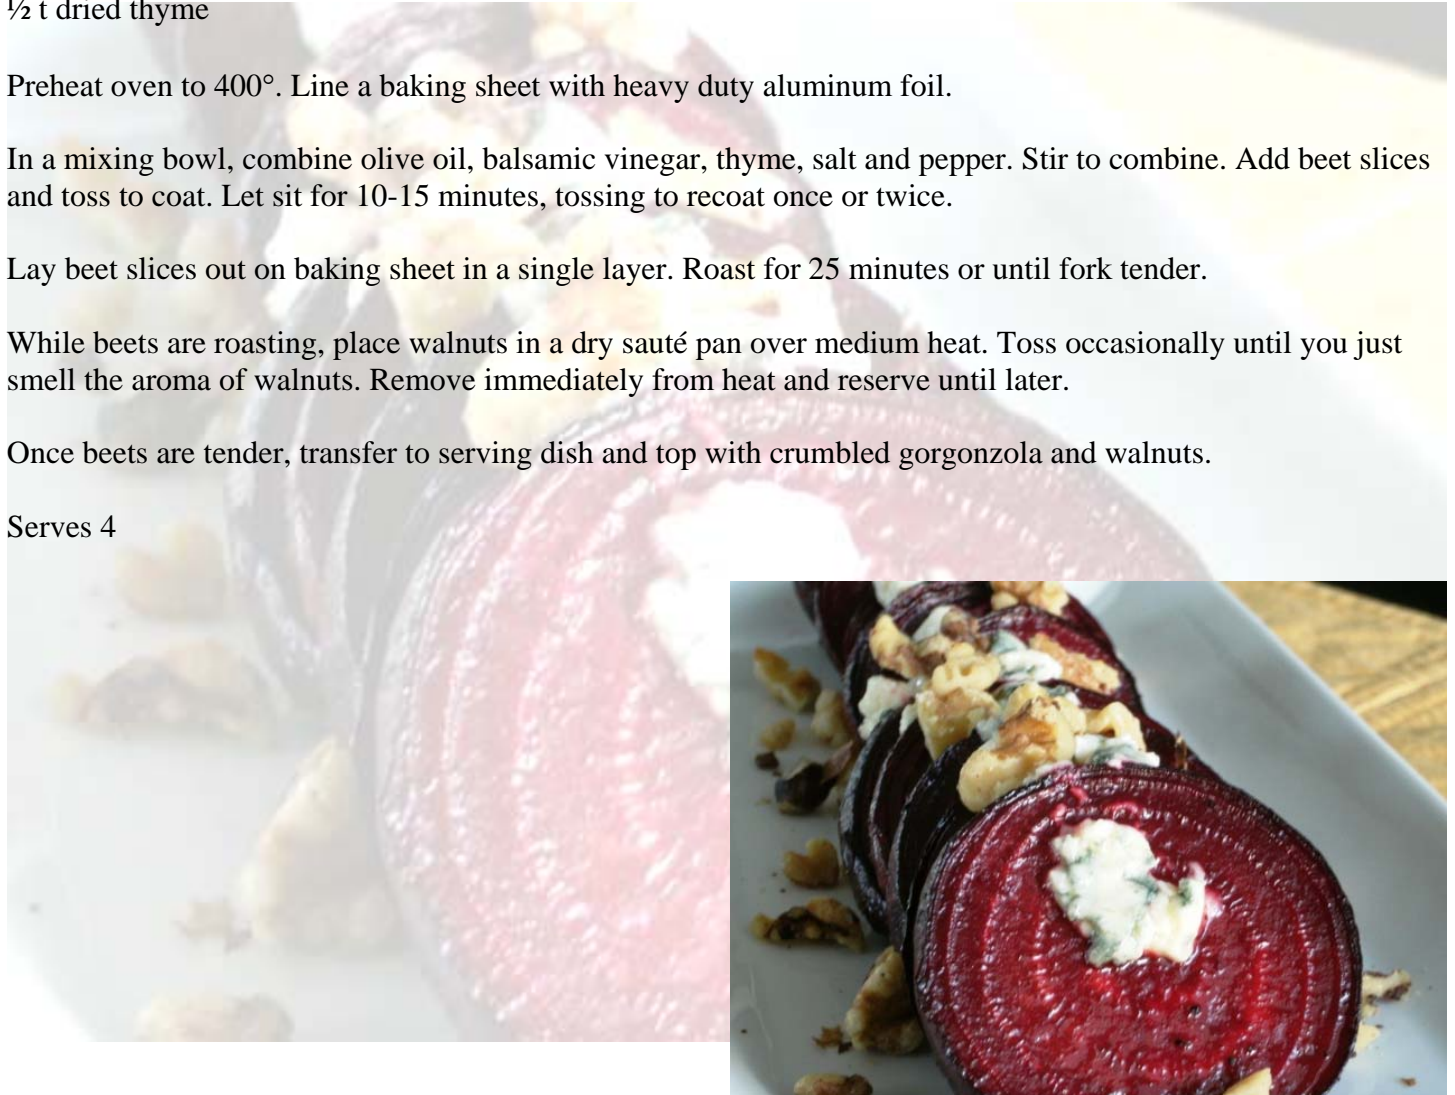 ½ t dried thyme
Preheat oven to 400°. Line a baking sheet with heavy duty aluminum foil.
In a mixing bowl, combine olive oil, balsamic vinegar, thyme, salt and pepper. Stir to combine. Add beet slices
and toss to coat. Let sit for 10-15 minutes, tossing to recoat once or twice.
Lay beet slices out on baking sheet in a single layer. Roast for 25 minutes or until fork tender.
While beets are roasting, place walnuts in a dry sauté pan over medium heat. Toss occasionally until you just
smell the aroma of walnuts. Remove immediately from heat and reserve until later.
Once beets are tender, transfer to serving dish and top with crumbled gorgonzola and walnuts.
Serves 4